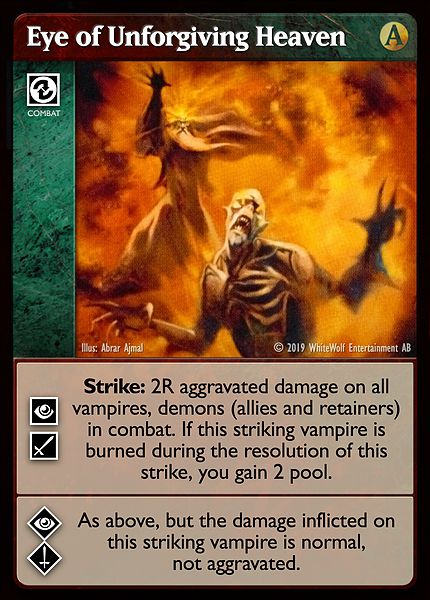 Eye of Unforgiving Heaven
A
COMBAT
Illus: Abrar Ajmal
© 2019 WhiteWolf Entertainment AB
Strike: 2R aggravated damage on all
vampires, demons (allies and retainers)
in combat. If this striking vampire is
burned during the resolution of this
strike, you gain 2 pool.
As above, but the damage inflicted on
this striking vampire is normal,
not aggravated.